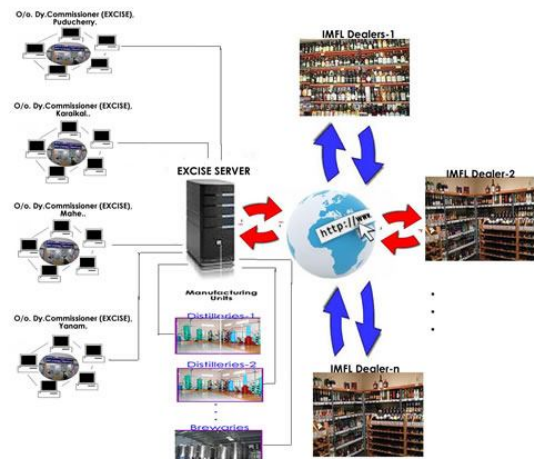 O/o. Dy.Commissioner (EXCISE),
Puducherry.
O/o. Dy.Commissioner (EXCISE),
Karaikal..
O/o. Dy.Commissioner (EXCISE),
Mahe..
O/o. Dy.Commissioner (EXCISE),
Yanam.
EXCISE SERVER
Manufacturing
Units
Distilleries-1
Distilleries-2
Brewaries
http://www.
IMFL Dealers-1
IMFL Dealer-2
IMFL Dealer-n